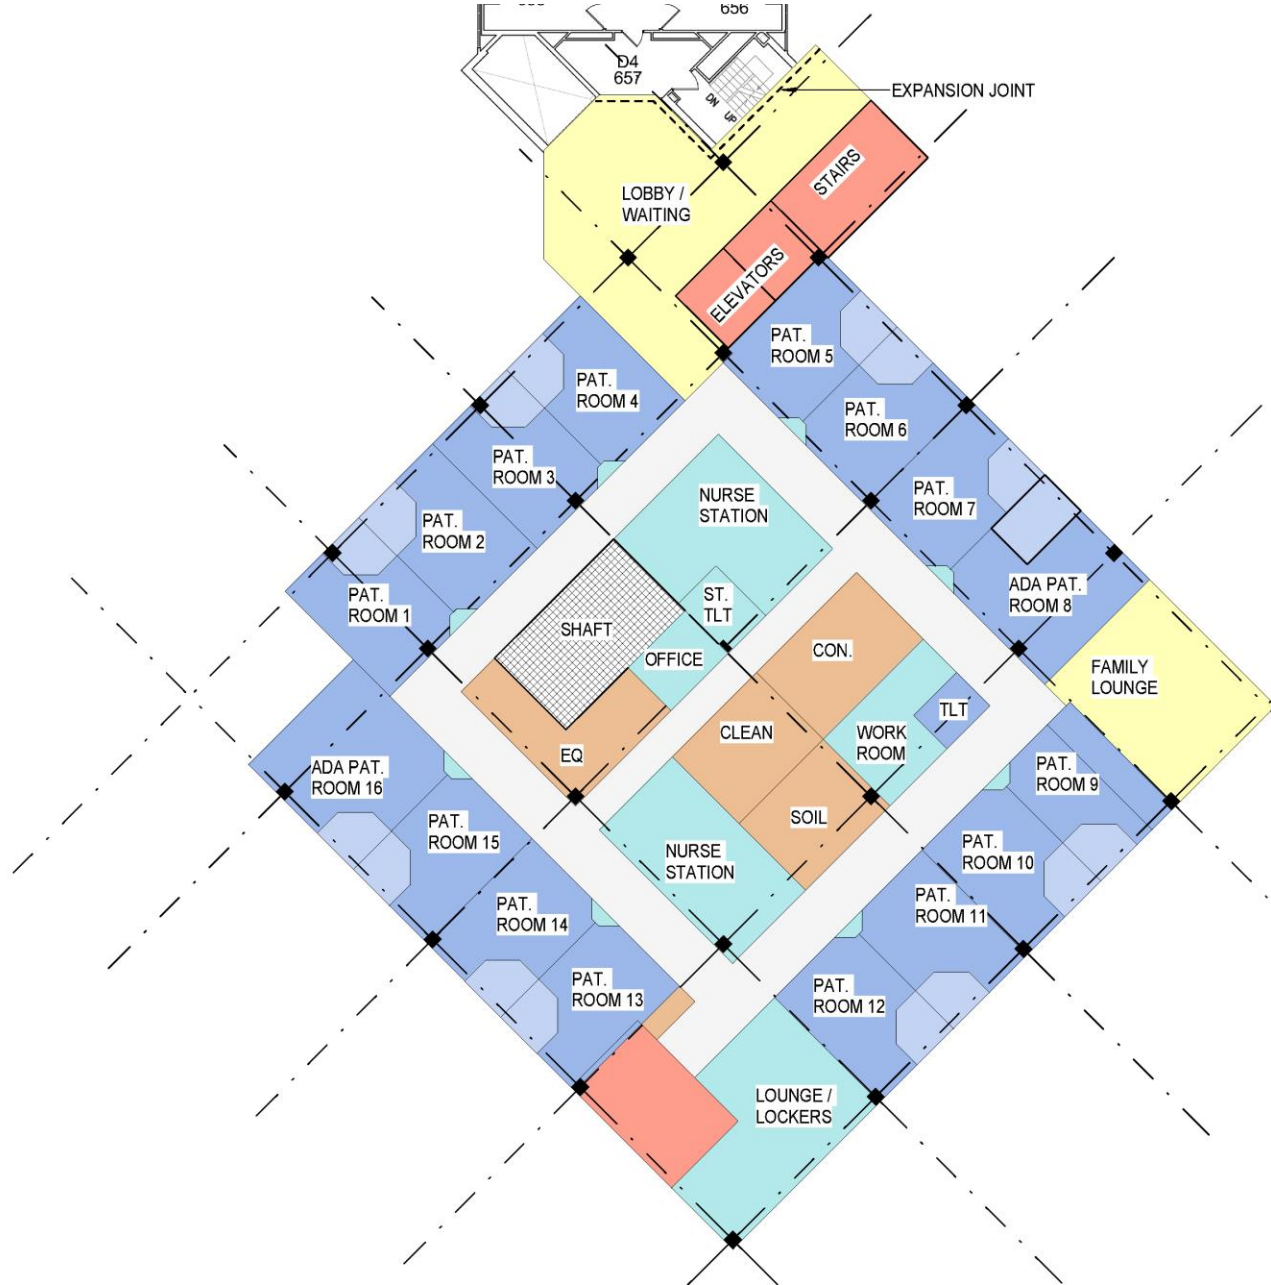 656
D4
657
DN
UP
EXPANSION JOINT
STAIRS
LOBBY /
WAITING
ELEVATORS
PAT.
ROOM 5
PAT.
ROOM 4
PAT.
ROOM 6
PAT.
ROOM 3
PAT.
ROOM 7
NURSE
STATION
PAT.
ROOM 2
ADA PAT.
ROOM 8
PAT.
ROOM 1
ST.
TLT
SHAFT
OFFICE
CON.
FAMILY
LOUNGE
TLT
CLEAN
WORK
ROOM
EQ
PAT.
ROOM 9
ADA PAT.
ROOM 16
SOIL
PAT.
ROOM 15
PAT.
ROOM 10
NURSE
STATION
PAT.
ROOM 11
PAT.
ROOM 14
PAT.
ROOM 13
PAT.
ROOM 12
LOUNGE /
LOCKERS